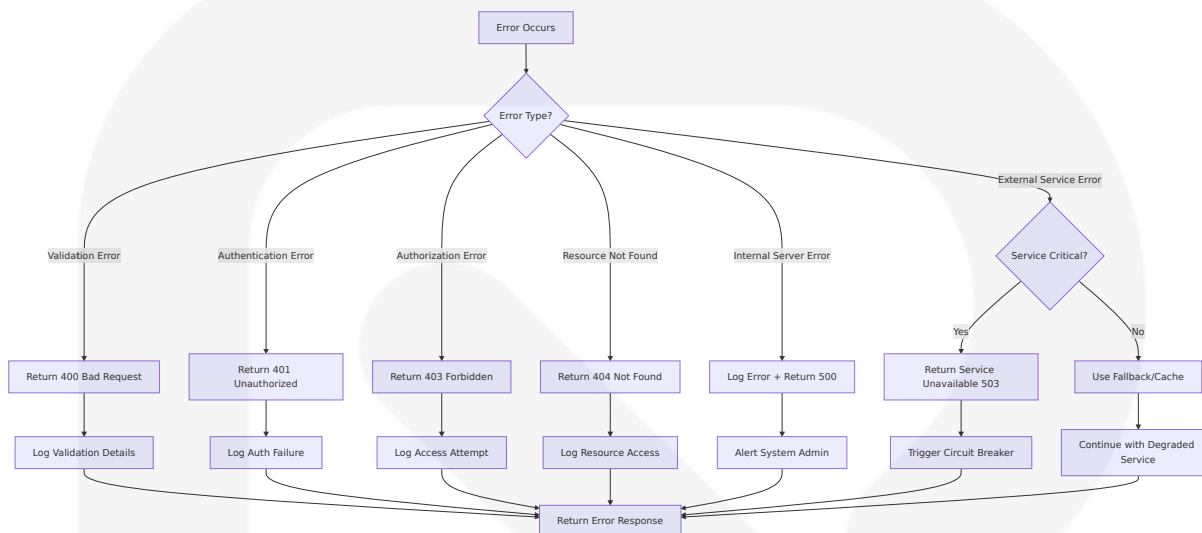 Error Occurs
Error Type?
External Service Error
Validation Error
Authentication Error
Authorization Error
Resource Not Found
Internal Server Error
Service Critical?
Yes
No
Return 400 Bad Request
Return 401
Unauthorized
Return 403 Forbidden
Return 404 Not Found
Log Error + Return 500
Return Service
Unavailable 503
Use Fallback/Cache
Log Validation Details
Log Auth Failure
Log Access Attempt
Log Resource Access
Alert System Admin
Trigger Circuit Breaker
Continue with Degraded
Service
Return Error Response